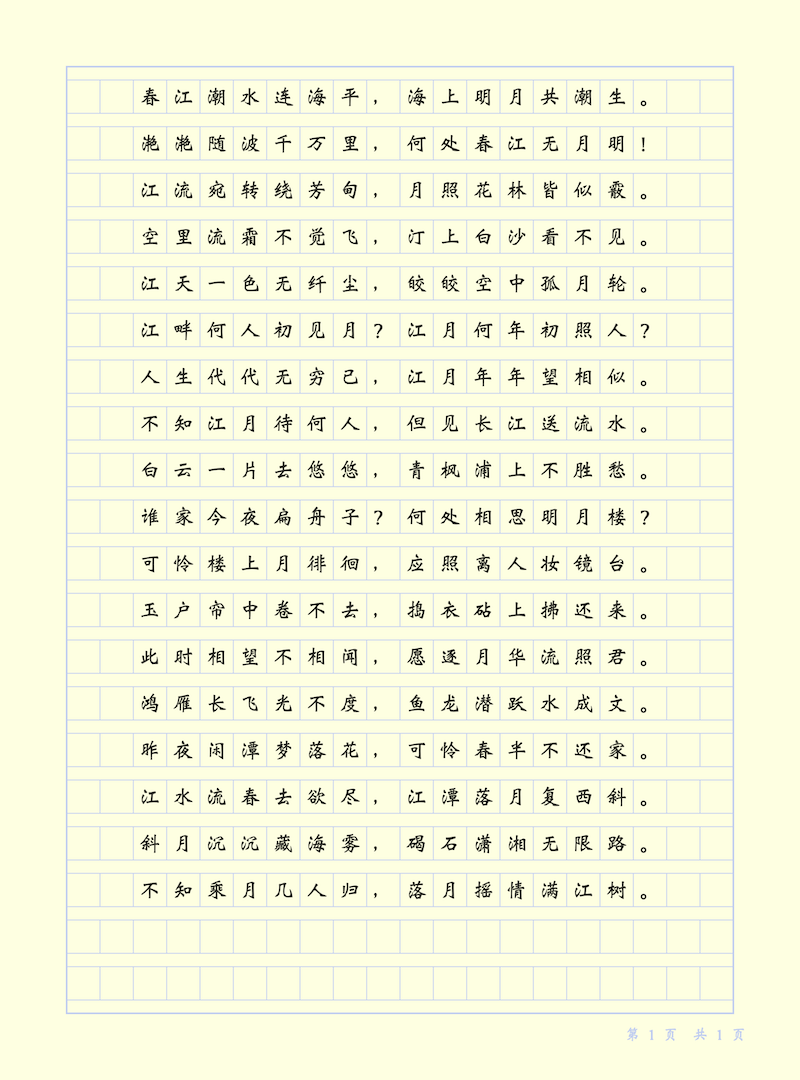 春江潮水连海平，海上明月共潮生。
滟滟随波千万里，何处春江无月明！
江流宛转绕芳甸，月照花林皆似霰。
空里流霜不觉飞，汀上白沙看不见。
江天一色无纤尘，皎皎空中孤月轮。
江畔何人初见月？江月何年初照人？
人生代代无穷已，江月年年望相似。
不知江月待何人，但见长江送流水。
白云一片去悠悠，青枫浦上不胜愁。
谁家今夜扁舟子？何处相思明月楼？
可怜楼上月徘徊，应照离人妆镜台。
玉户帘中卷不去，捣衣砧上拂还来。
此时相望不相闻，愿逐月华流照君。
鸿雁长飞光不度，鱼龙潜跃水成文。
昨夜闲潭梦落花，可怜春半不还家。
江水流春去欲尽，江潭落月复西斜。
斜月沉沉藏海雾，碣石潇湘无限路。
不知乘月几人归，落月摇情满江树。
第 1 页 共 1 页